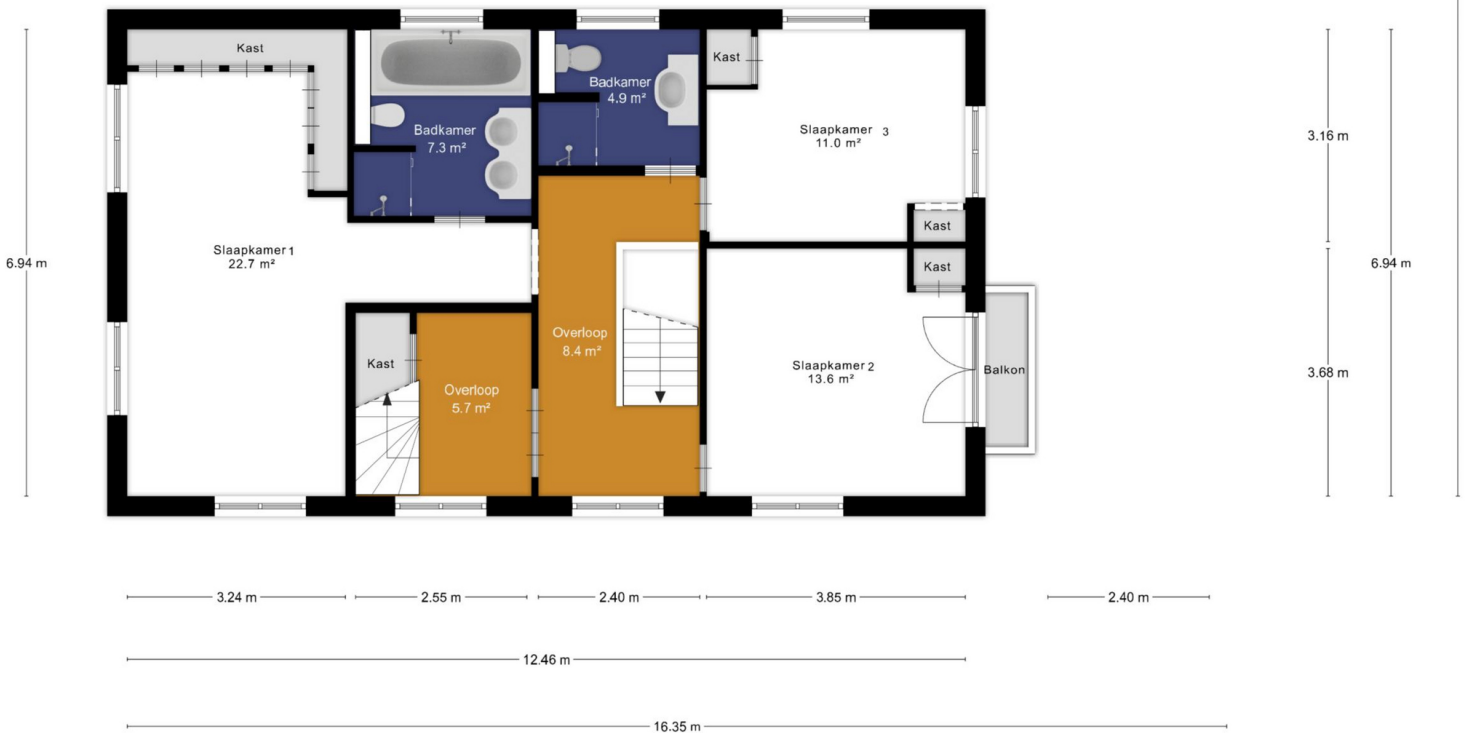 Kast
Badkamer
7.3 m²
Badkamer
4.9 m²
Kast
Slaapkamer 3
11.0 m²
Kast
Kast
Slaapkamer 1
22.7 m²
Kast
Overloop
5.7 m²
Overloop
8.4 m²
Slaapkamer 2
13.6 m²
Balkon
6.94 m
3.16 m
6.94 m
3.68 m
3.24 m
2.55 m
2.40 m
3.85 m
2.40 m
12.46 m
16.35 m